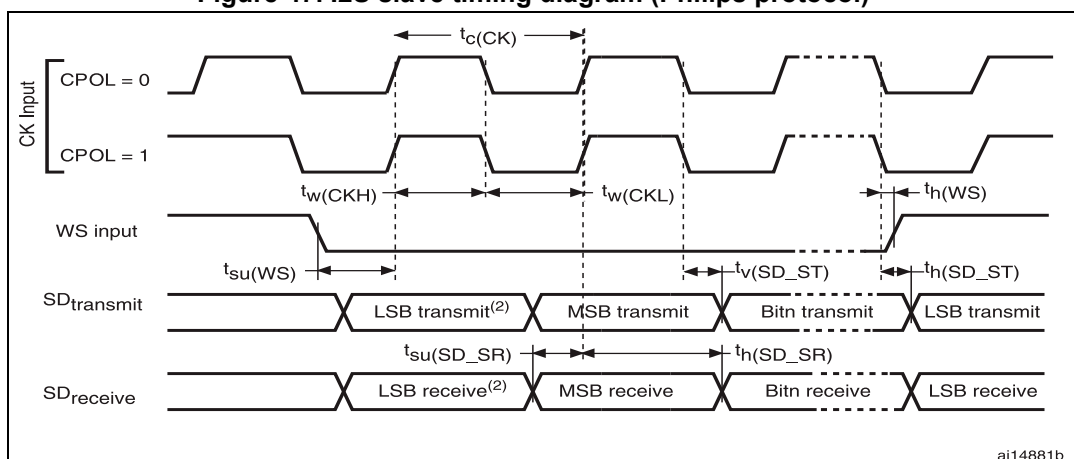 Figure 47. I2S slave timing diagram (Philips protocol)
tc(CK)
CK Input
CPOL = 0
CPOL = 1
tw(CKH)
tw(CKL)
th(WS)
WS input
tsu(WS)
tv(SD_ST)
th(SD_ST)
SDtransmit
LSB transmit(2)
MSB transmit
Bitn transmit
LSB transmit
tsu(SD_SR)
th(SD_SR)
SDreceive
LSB receive(2)
MSB receive
Bitn receive
LSB receive
ai14881b